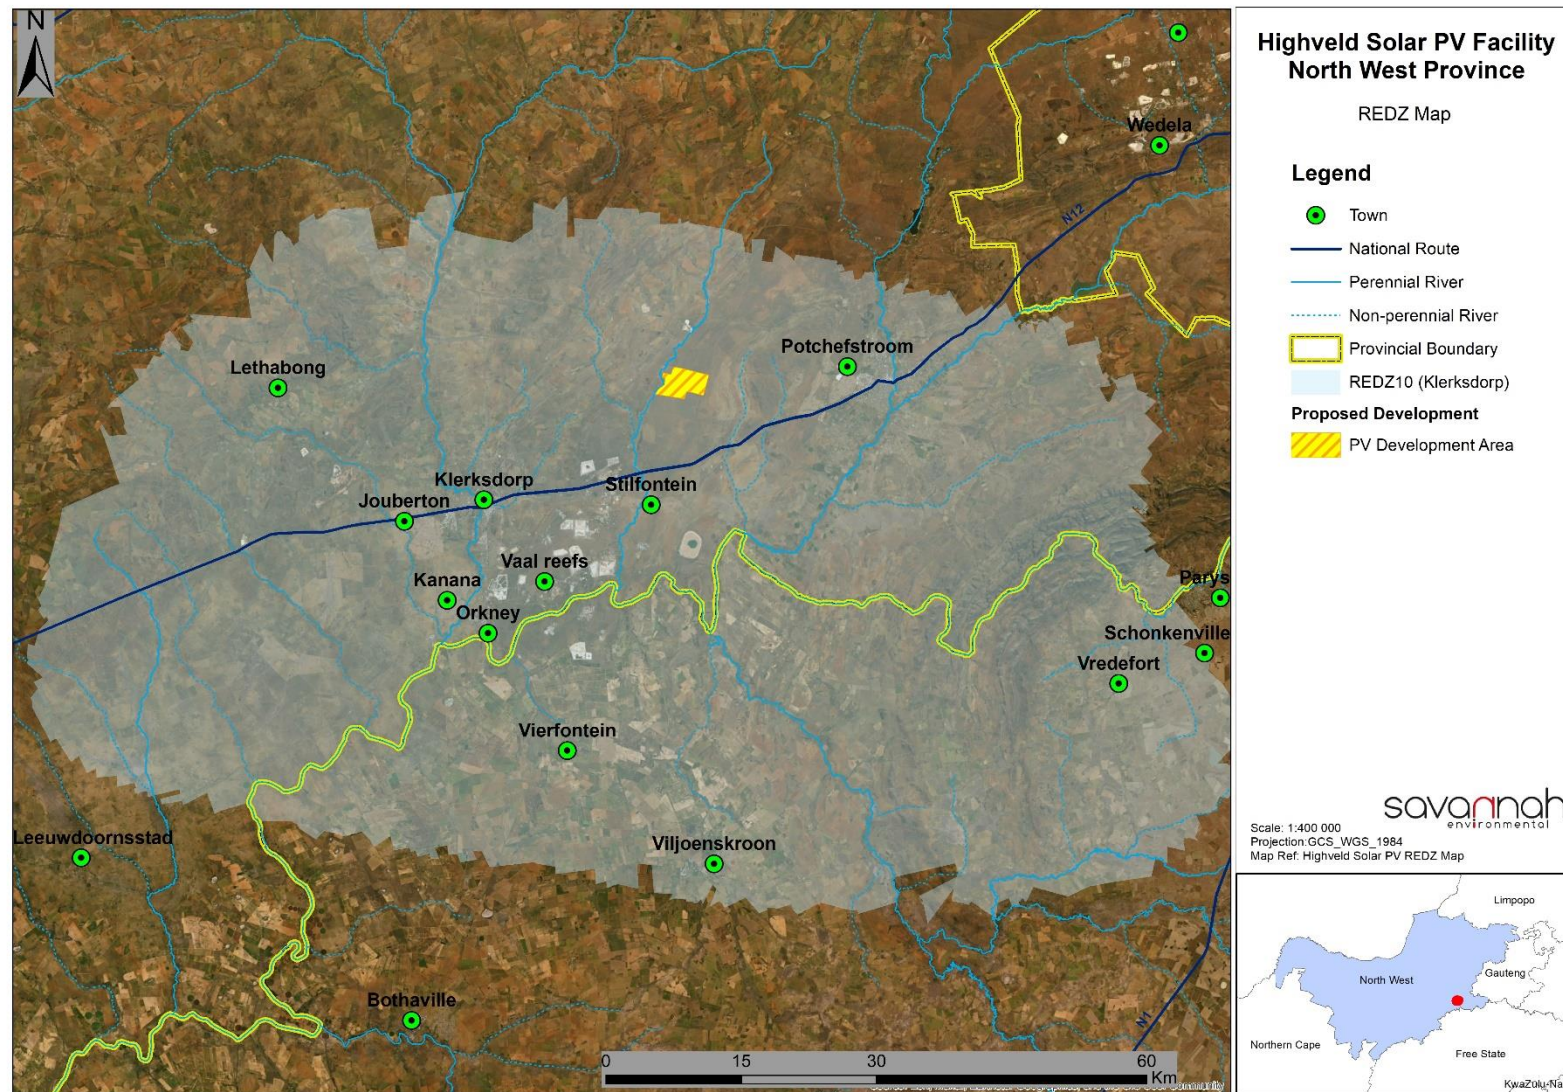 N
Wedela
N12
Potchefstroom
Lethabong
Klerksdorp
Jouberton
Stilfontein
Vaal reefs
Kanana
Orkney
Parys
Schonkenville
Vredefort
Vierfontein
Leeuwdoornsstad
Viljoenskroon
Bothaville
N1
0 15 30 60
Km
Community
Highveld Solar PV Facility
North West Province
REDZ Map
Legend
Town
National Route
Perennial River
Non-perennial River
Provincial Boundary
REDZ10 (Klerksdorp)
Proposed Development
PV Development Area
savannah
environmental
Scale: 1:400 000
Projection:GCS_WGS_1984
Map Ref: Highveld Solar PV REDZ Map
Limpopo
North West
Gauteng
Northern Cape
Free State
KwaZulu-Na